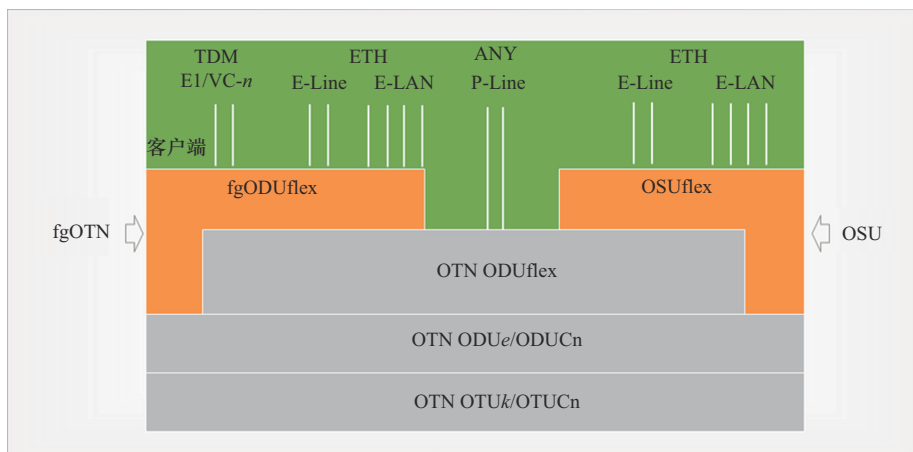 TDM
E1/VC-n
ETH
E-Line E-LAN
ANY
P-Line
ETH
E-Line E-LAN
客户端
fgODUflex
OSUflex
fgOTN
OSU
OTN ODUflex
OTN ODUe/ODUCn
OTN OTUk/OTUCn